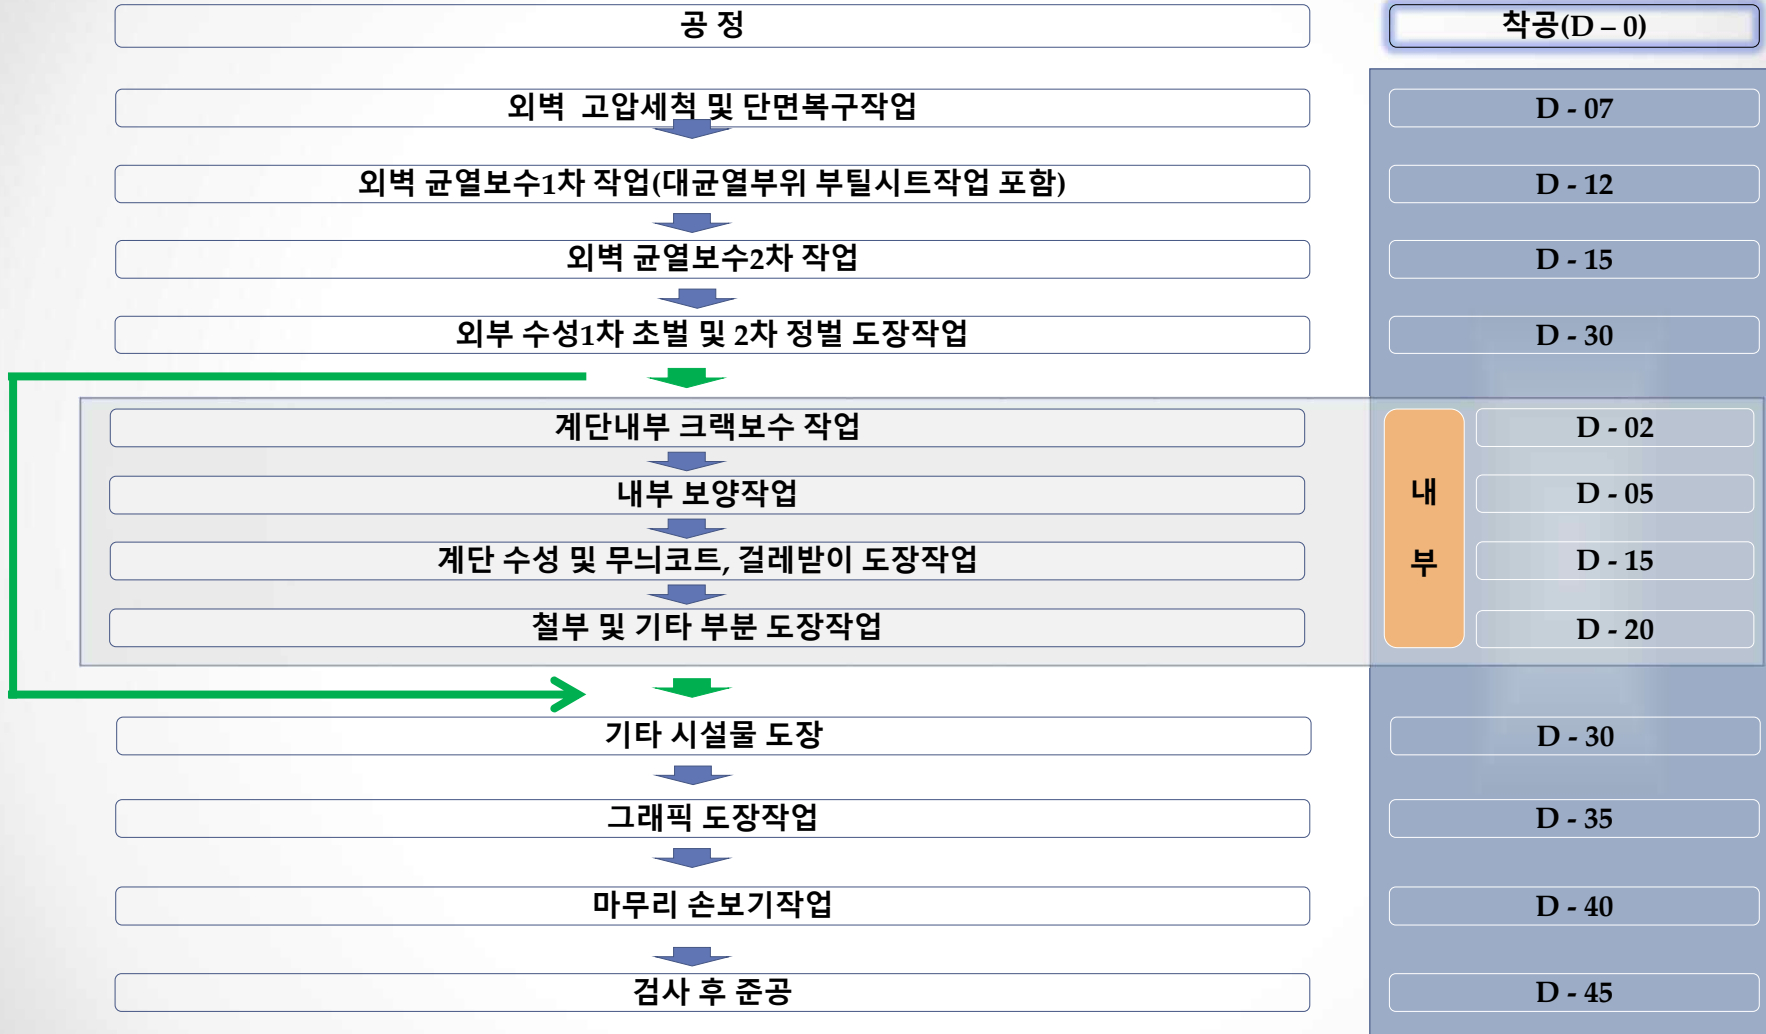 공 정
착공(D – 0)
외벽 고압세척 및 단면복구작업
D - 07
외벽 균열보수1차 작업(대균열부위 부틸시트작업 포함)
D - 12
외벽 균열보수2차 작업
D - 15
외부 수성1차 초벌 및 2차 정벌 도장작업
D - 30
계단내부 크랙보수 작업
D - 02
내부 보양작업
내
D - 05
계단 수성 및 무늬코트, 걸레받이 도장작업
부
D - 15
철부 및 기타 부분 도장작업
D - 20
기타 시설물 도장
D - 30
그래픽 도장작업
D - 35
마무리 손보기작업
D - 40
검사 후 준공
D - 45